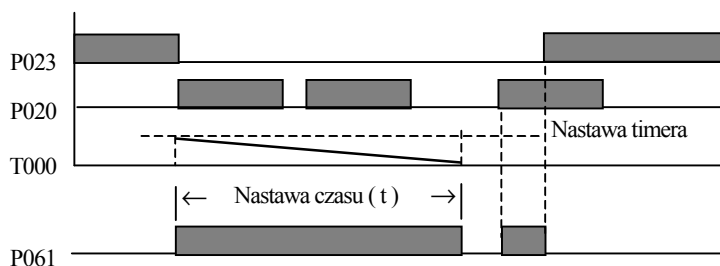 P023
P020
Nastawa timera
T000
Nastawa czasu ( t )
P061